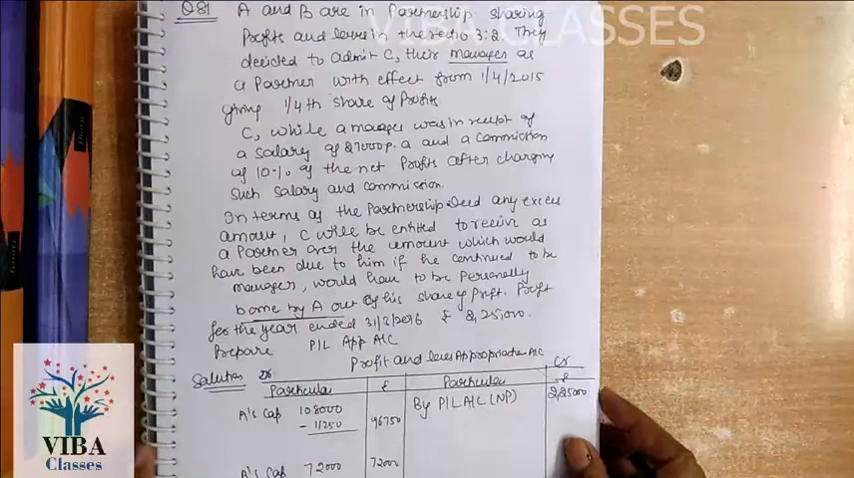 VIBA CLASSES
Q81 A and B are in Partnership sharing
Profits and losses in the ratio 3:2. They
decided to admit C, their manager as
a Partner with effect from 1/4/2015
giving 1/4th share of Profits
C, while a manager was in receipt of
a salary of 27000 p.a and a commission
of 10% of the net Profits after charging
such salary and commission.
In terms of the Partnership Deed any excess
amount, C will be entitled to receive as
a Partner over the amount which would
have been due to him if he continued to be
manager, would have to be Personally
borne by A out of his share of Profit. Profit
for the year ended 31/3/2016 ₹ 2,25,000.
Prepare P/L App A/C
Profit and loss Appropriation A/C
Solution Dr Cr
Particular ₹ Particular ₹
A's Cap 108000 By P/L A/C (NP) 2,25000
- 11250 96750
A's Cap 72000 72000
VIBA
Classes